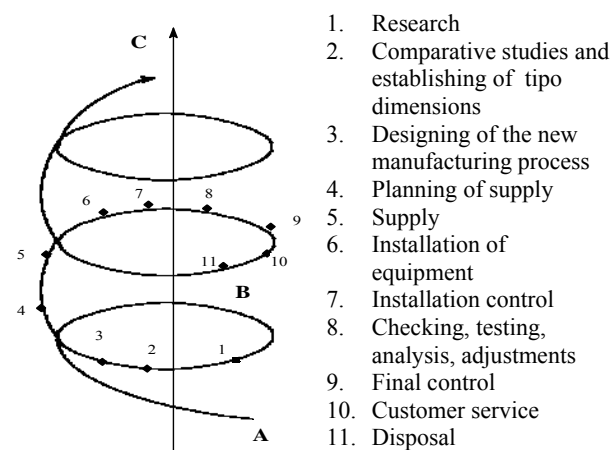 C
6
7
8
9
5
11
10
B
4
3
2
1
A
1. Research
2. Comparative studies and
establishing of tipo
dimensions
3. Designing of the new
manufacturing process
4. Planning of supply
5. Supply
6. Installation of
equipment
7. Installation control
8. Checking, testing,
analysis, adjustments
9. Final control
10. Customer service
11. Disposal